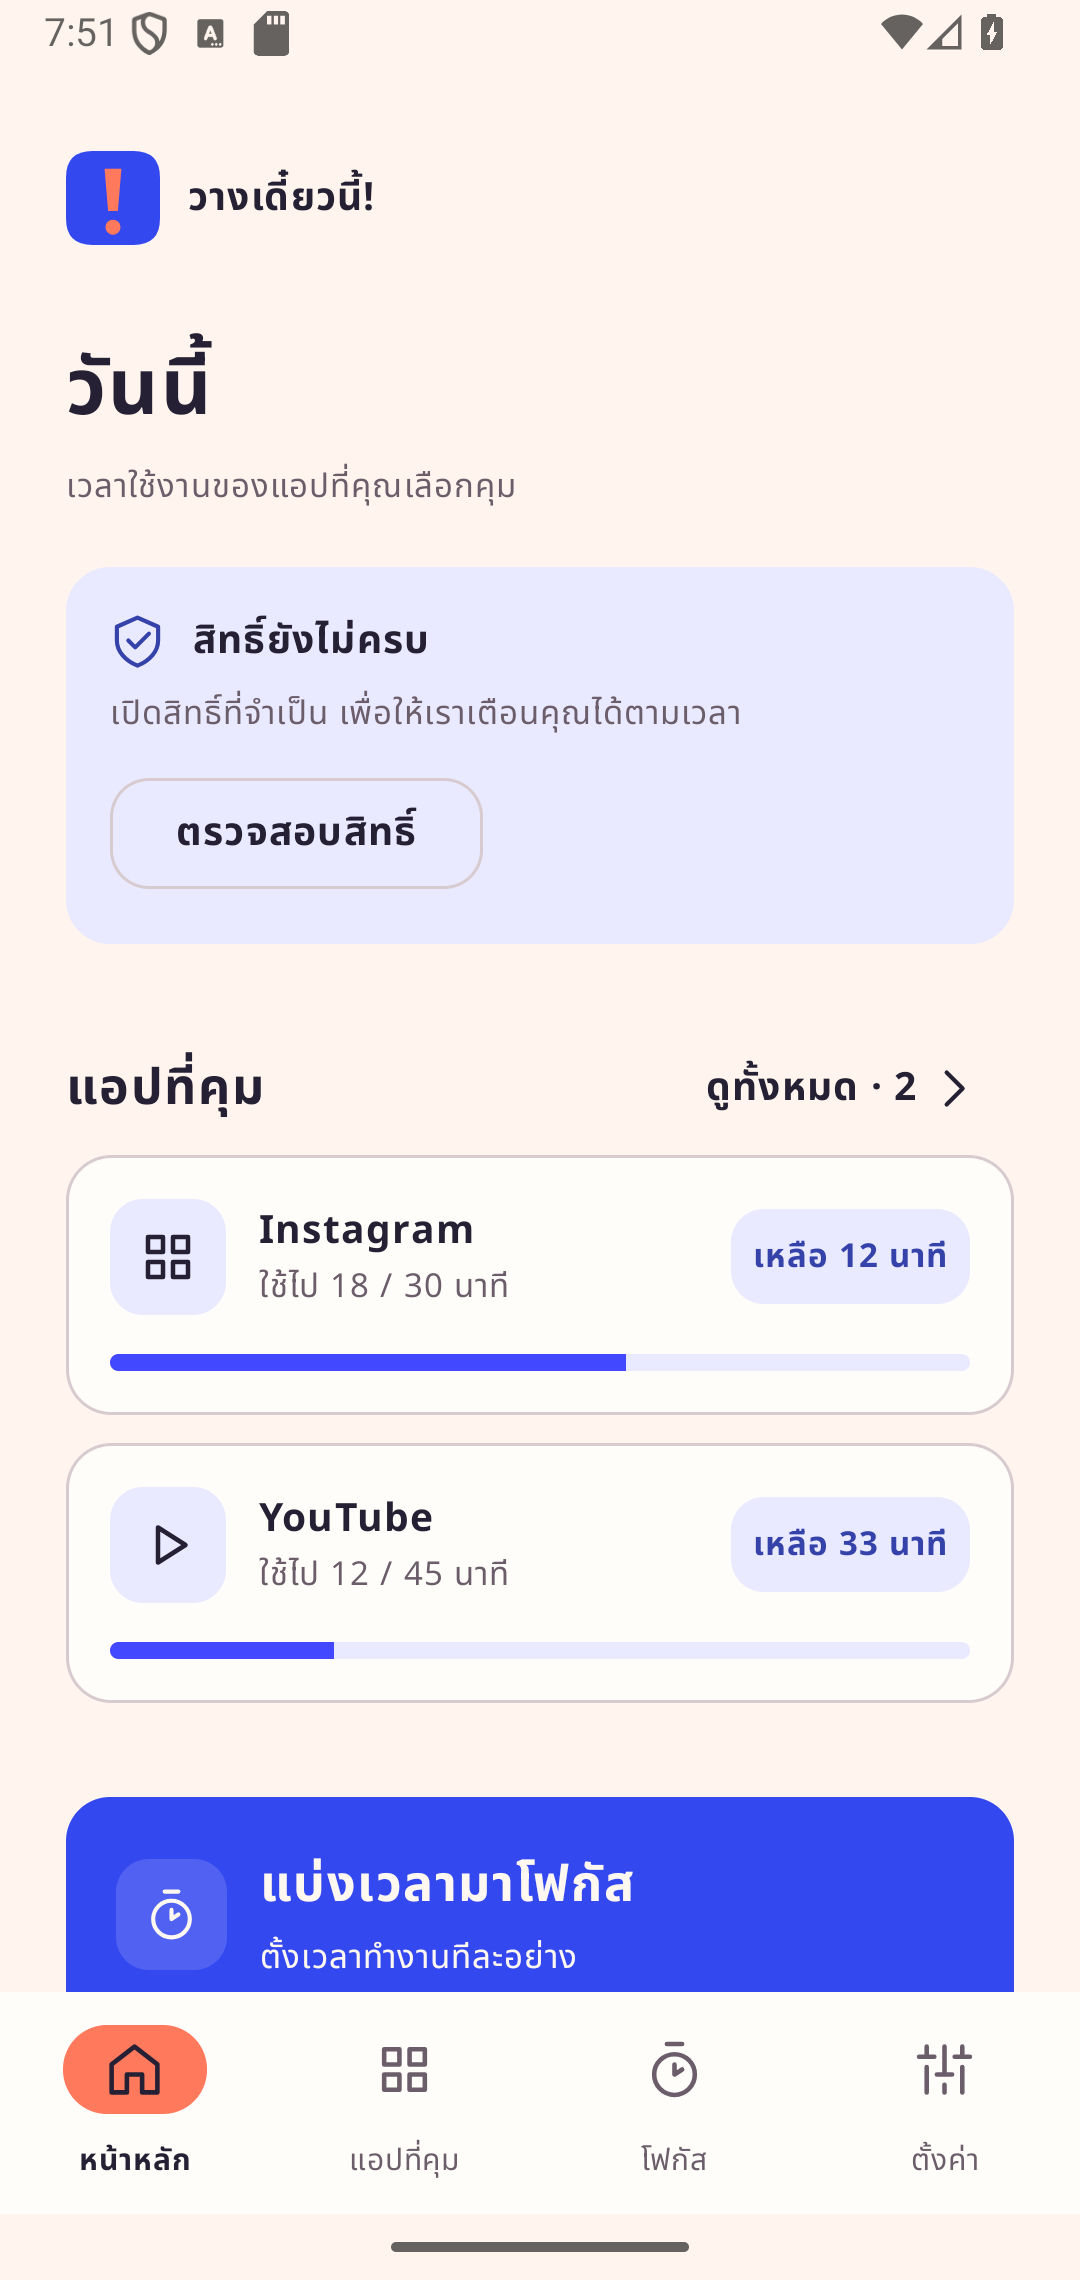 7:51
วางเดี๋ยวนี้!
วันนี้
เวลาใช้งานของแอปที่คุณเลือกคุม
สิทธิ์ยังไม่ครบ
เปิดสิทธิ์ที่จำเป็น เพื่อให้เราเตือนคุณได้ตามเวลา
ตรวจสอบสิทธิ์
แอปที่คุม
ดูทั้งหมด · 2
Instagram
ใช้ไป 18 / 30 นาที
เหลือ 12 นาที
YouTube
ใช้ไป 12 / 45 นาที
เหลือ 33 นาที
แบ่งเวลามาโฟกัส
ตั้งเวลาทำงานทีละอย่าง
หน้าหลัก
แอปที่คุม
โฟกัส
ตั้งค่า